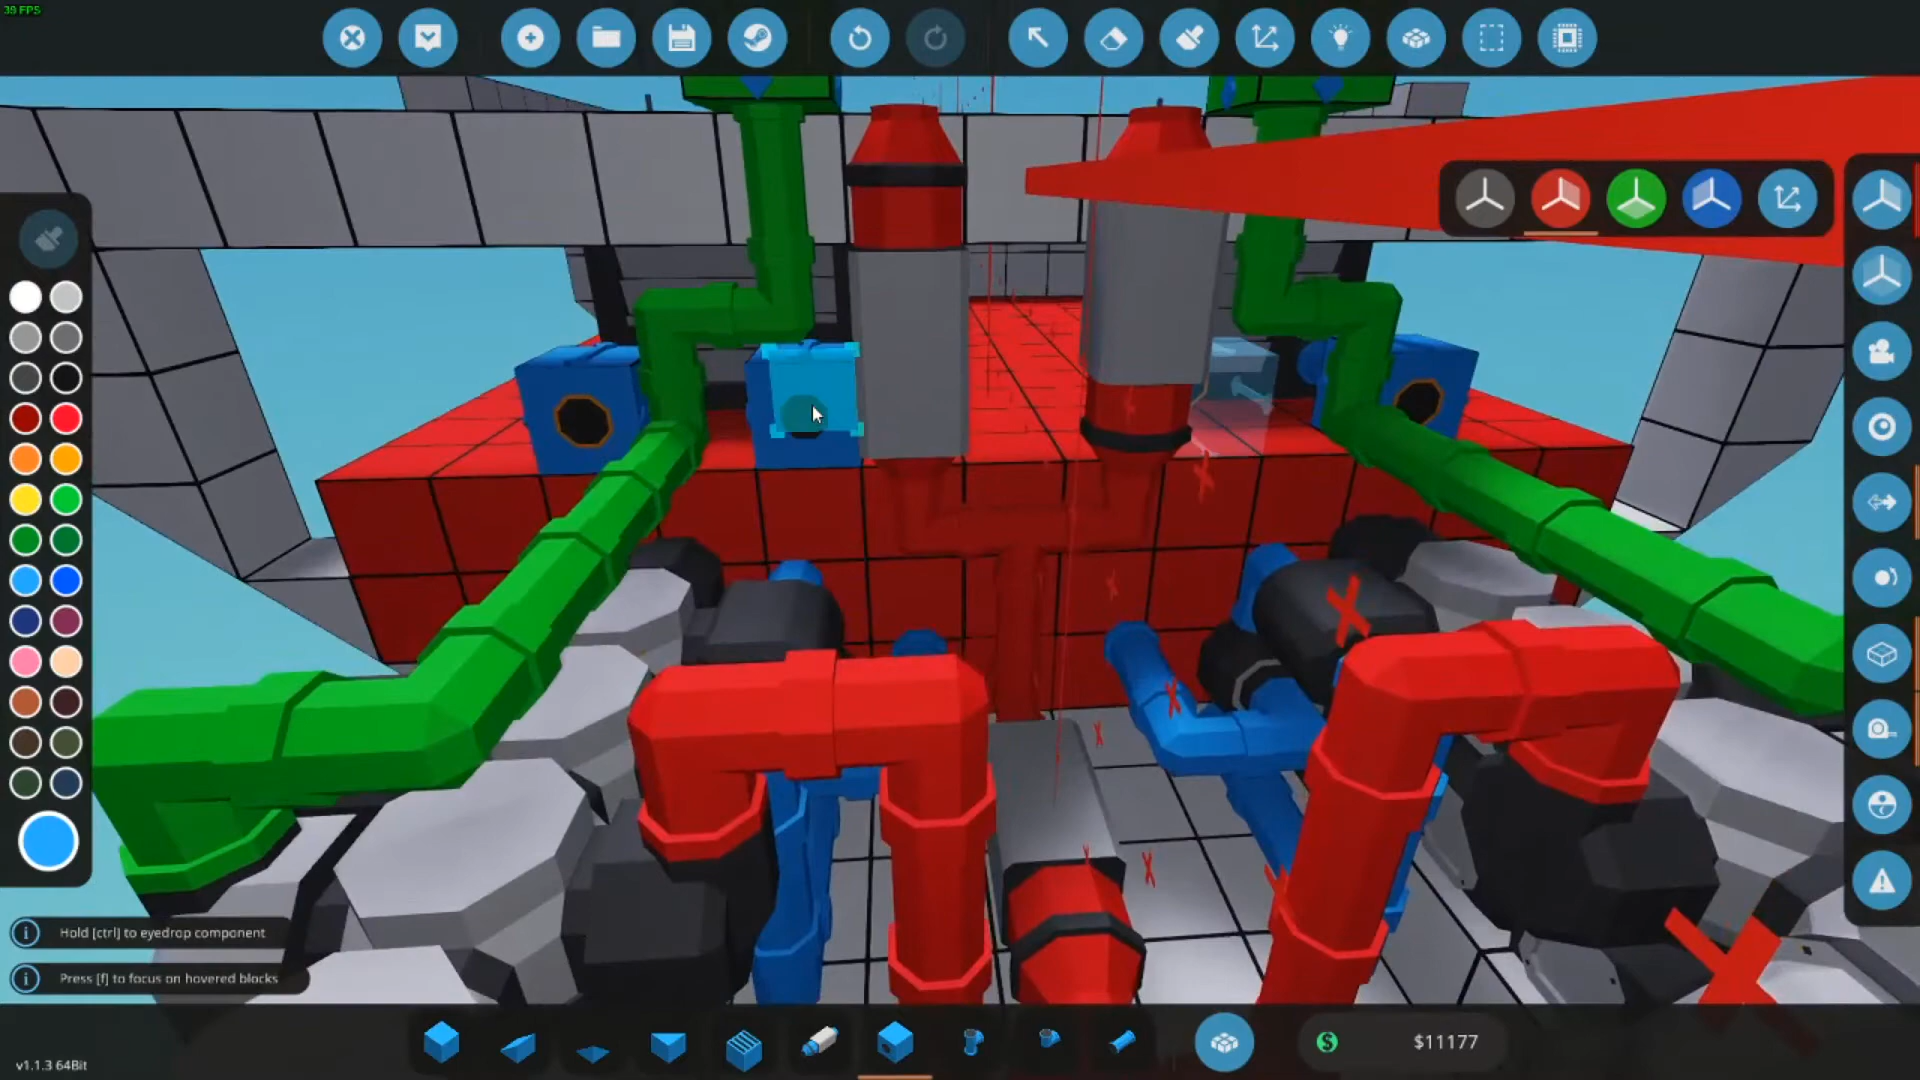 39 FPS
Hold [ctrl] to eyedrop component
Press [f] to focus on hovered blocks
v1.1.3 64Bit
$11177